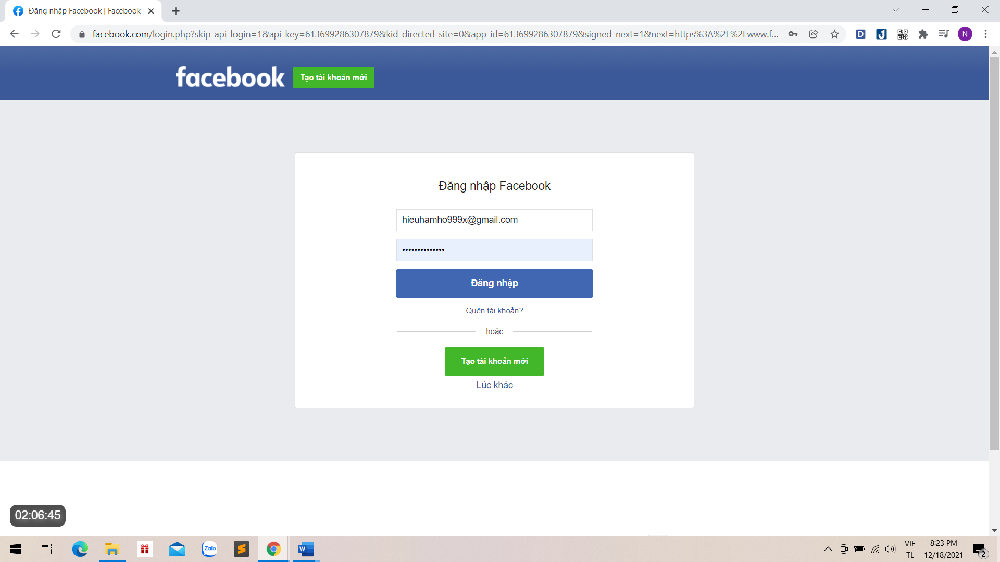 Đăng nhập Facebook | Facebook
facebook.com/login.php?skip_api_login=1&api_key=613699286307879&kid_directed_site=0&app_id=613699286307879&signed_next=1&next=https%3A%2F%2Fwww.f...
D
N
facebook
Tạo tài khoản mới
Đăng nhập Facebook
hieuhamho999x@gmail.com
••••••••••••••
Đăng nhập
Quên tài khoản?
hoặc
Tạo tài khoản mới
Lúc khác
02:06:45
Zalo
W
VIE
TL
8:23 PM
12/18/2021
2